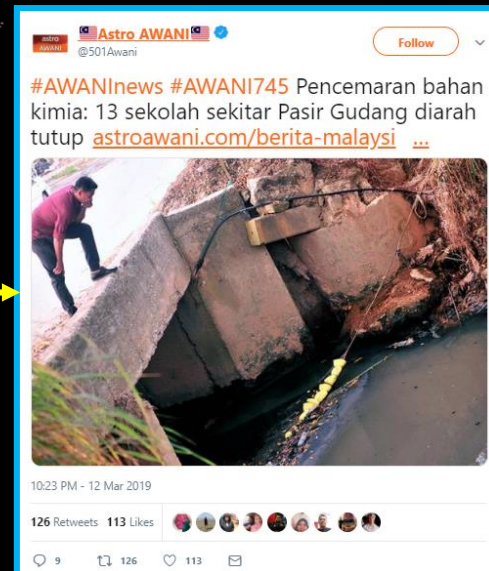 astro
AWANI
Astro AWANI
@501Awani
Follow
#AWANInews #AWANI745 Pencemaran bahan
kimia: 13 sekolah sekitar Pasir Gudang diarah
tutup astroawani.com/berita-malaysi ...
10:23 PM - 12 Mar 2019
126 Retweets 113 Likes
9 126 113